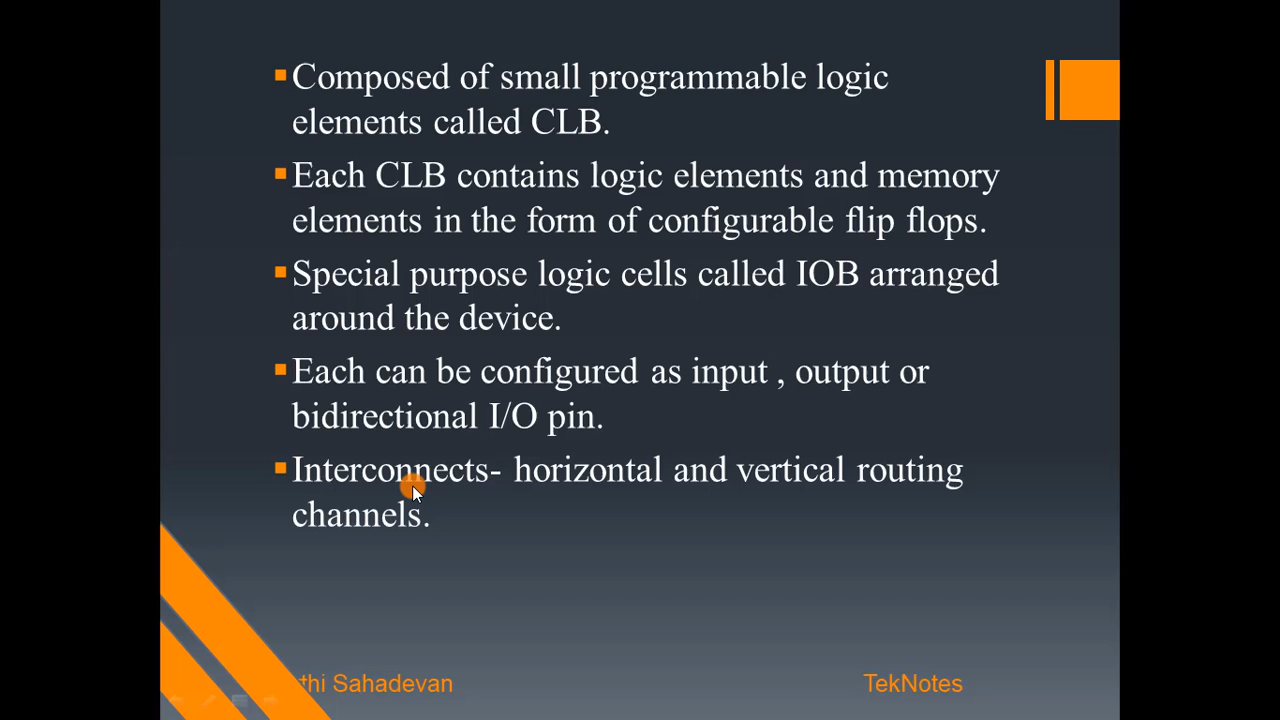 Composed of small programmable logic
elements called CLB.
Each CLB contains logic elements and memory
elements in the form of configurable flip flops.
Special purpose logic cells called IOB arranged
around the device.
Each can be configured as input , output or
bidirectional I/O pin.
Interconnects- horizontal and vertical routing
channels.
Sahadevan
TekNotes